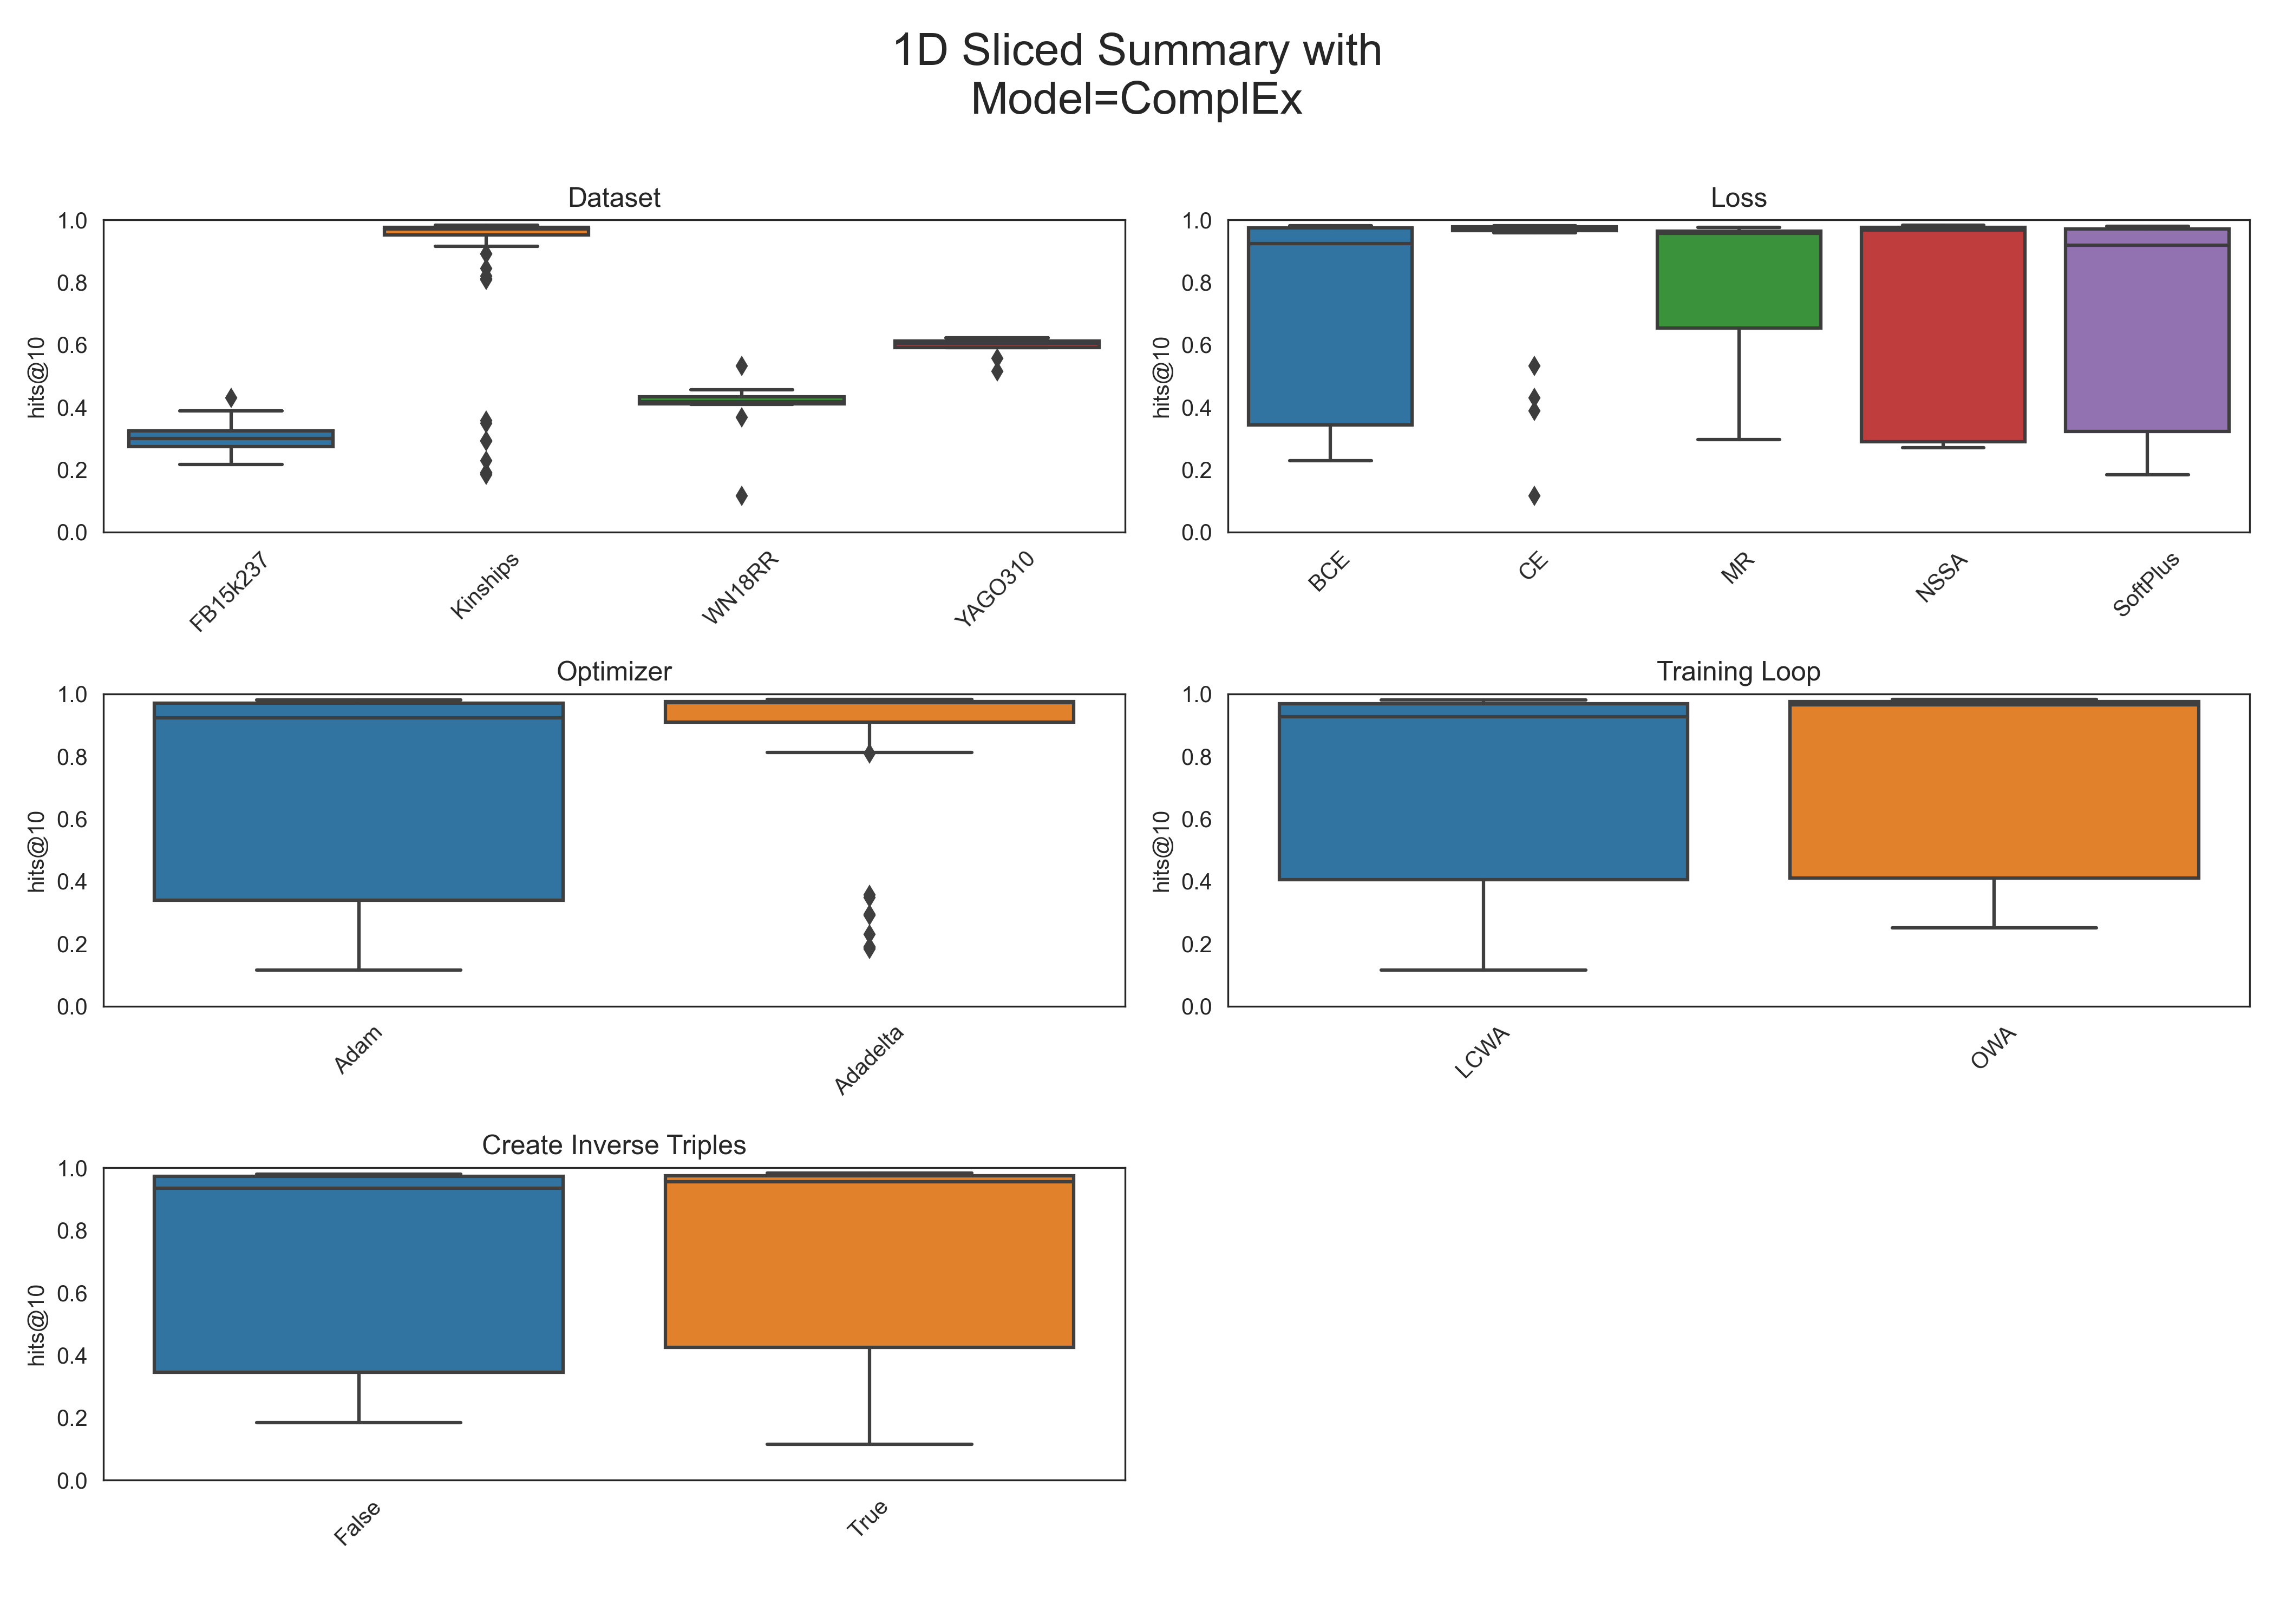 1D Sliced Summary with
Model=ComplEx
Dataset
hits@10
1.0
0.8
0.6
0.4
0.2
0.0
FB15k237
Kinships
WN18RR
YAGO310
Loss
hits@10
1.0
0.8
0.6
0.4
0.2
0.0
BCE
CE
MR
NSSA
SoftPlus
Optimizer
hits@10
1.0
0.8
0.6
0.4
0.2
0.0
Adam
Adadelta
Training Loop
hits@10
1.0
0.8
0.6
0.4
0.2
0.0
LCWA
OWA
Create Inverse Triples
hits@10
1.0
0.8
0.6
0.4
0.2
0.0
False
True